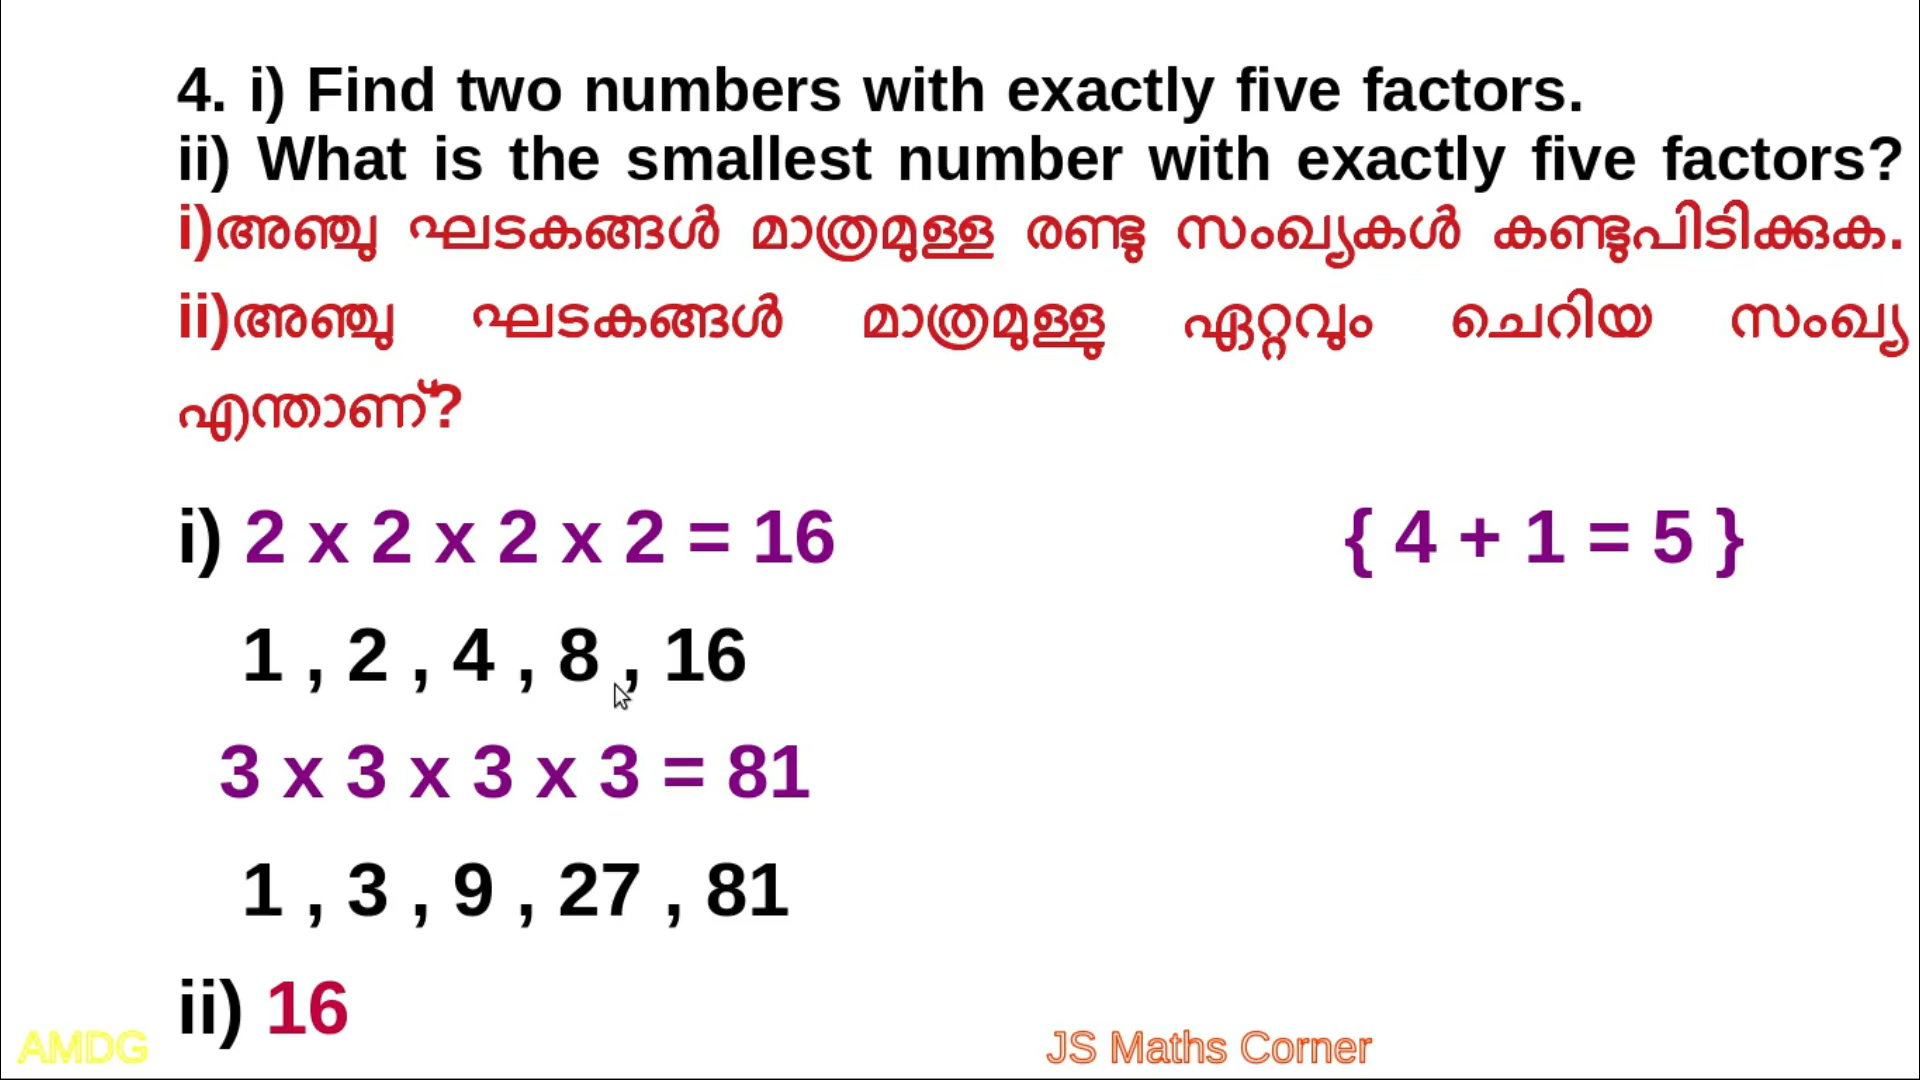 4. i) Find two numbers with exactly five factors.
ii) What is the smallest number with exactly five factors?
i)അഞ്ചു ഘടകങ്ങൾ മാത്രമുള്ള രണ്ടു സംഖ്യകൾ കണ്ടുപിടിക്കുക.
ii)അഞ്ചു ഘടകങ്ങൾ മാത്രമുള്ളു ഏറ്റവും ചെറിയ സംഖ്യ
എന്താണ്?
i) 2 x 2 x 2 x 2 = 16 { 4 + 1 = 5 }
1 , 2 , 4 , 8 , 16
3 x 3 x 3 x 3 = 81
1 , 3 , 9 , 27 , 81
ii) 16
AMDG JS Maths Corner